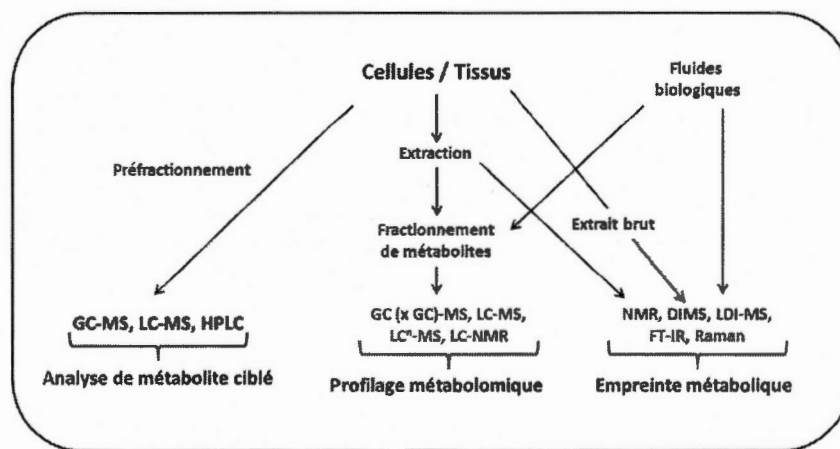 Cellules / Tissus
Fluides
biologiques
Préfractionnement
Extraction
Fractionnement
de métabolites
Extrait brut
GC-MS, LC-MS, HPLC
GC (x GC)-MS, LC-MS,
LCⁿ-MS, LC-NMR
NMR, DIMS, LDI-MS,
FT-IR, Raman
Analyse de métabolite ciblé
Profilage métabolomique
Empreinte métabolique